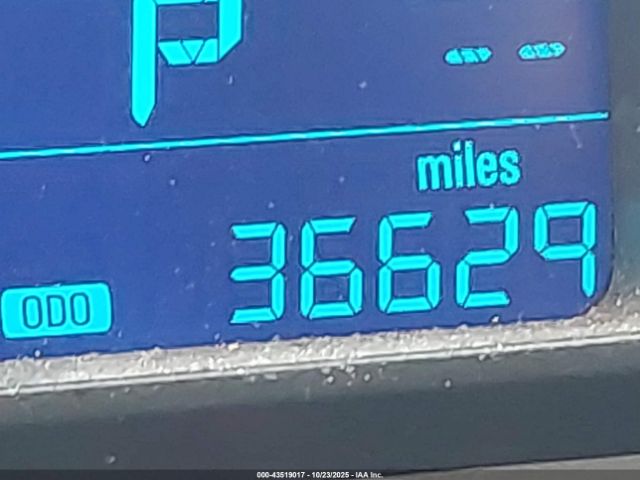 P -- --
miles
ODO 36629
000-43519017 - 10/23/2025 - IAA Inc.